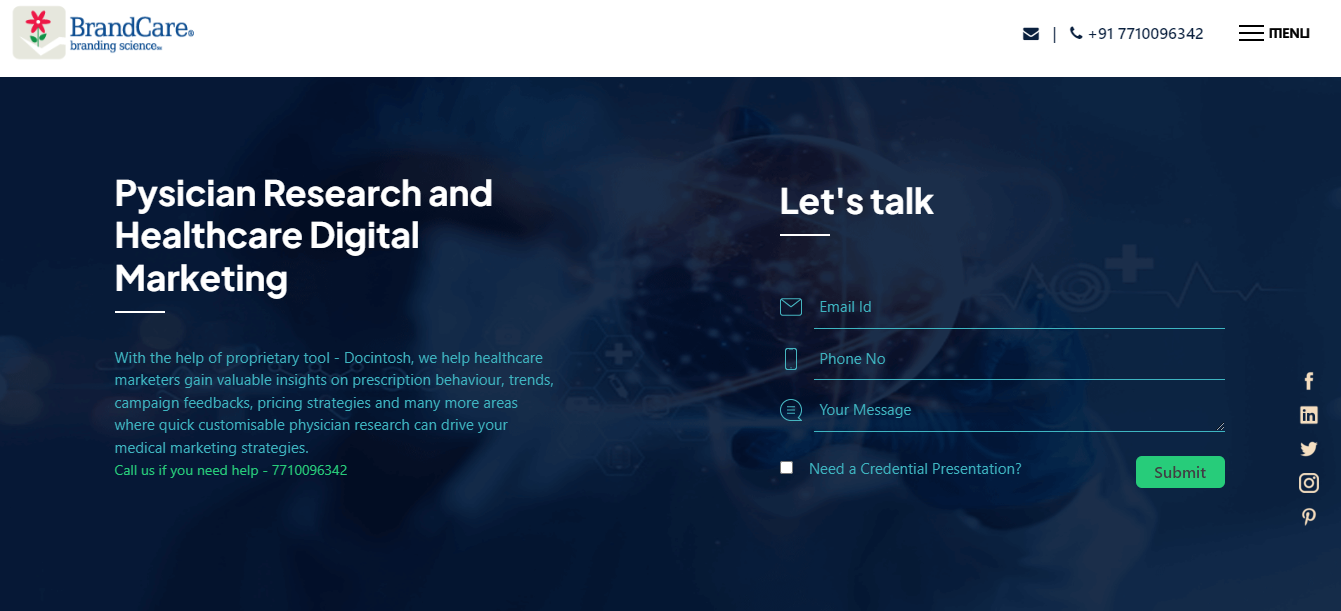 BrandCare®
branding science℠
| +91 7710096342
MENU
Pysician Research and
Healthcare Digital
Marketing
With the help of proprietary tool - Docintosh, we help healthcare
marketers gain valuable insights on prescription behaviour, trends,
campaign feedbacks, pricing strategies and many more areas
where quick customisable physician research can drive your
medical marketing strategies.
Call us if you need help - 7710096342
Let's talk
Email Id
Phone No
Your Message
Need a Credential Presentation?
Submit